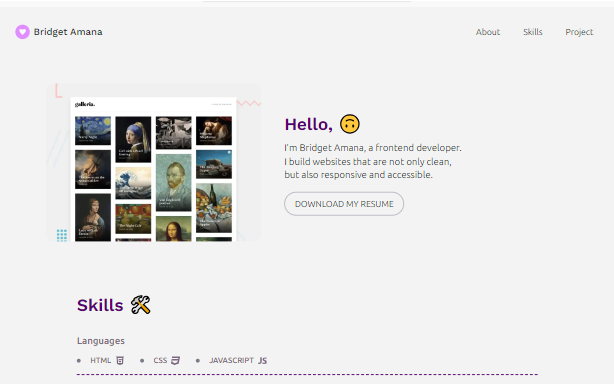 Bridget Amana
About Skills Project
galleria.
Hello,
I'm Bridget Amana, a frontend developer.
I build websites that are not only clean,
but also responsive and accessible.
DOWNLOAD MY RESUME
Skills
Languages
HTML CSS JAVASCRIPT JS